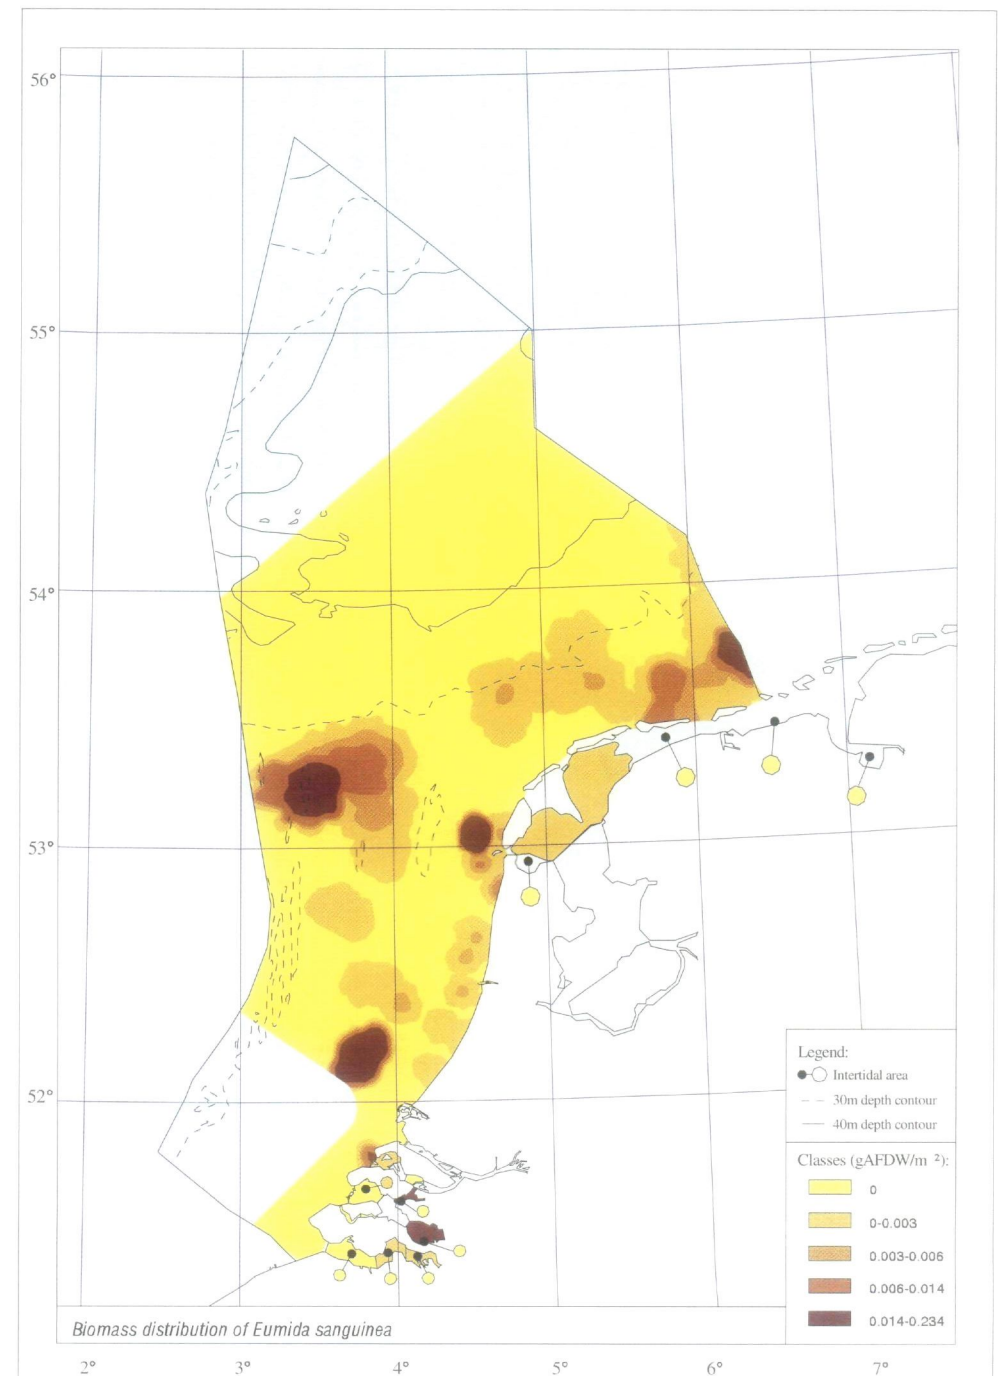 56°
55°
54°
53°
52°
Legend:
Intertidal area
30m depth contour
40m depth contour
Classes (gAFDW/m ²):
0
0-0.003
0.003-0.006
0.006-0.014
0.014-0.234
Biomass distribution of Eumida sanguinea
2° 3° 4° 5° 6° 7°